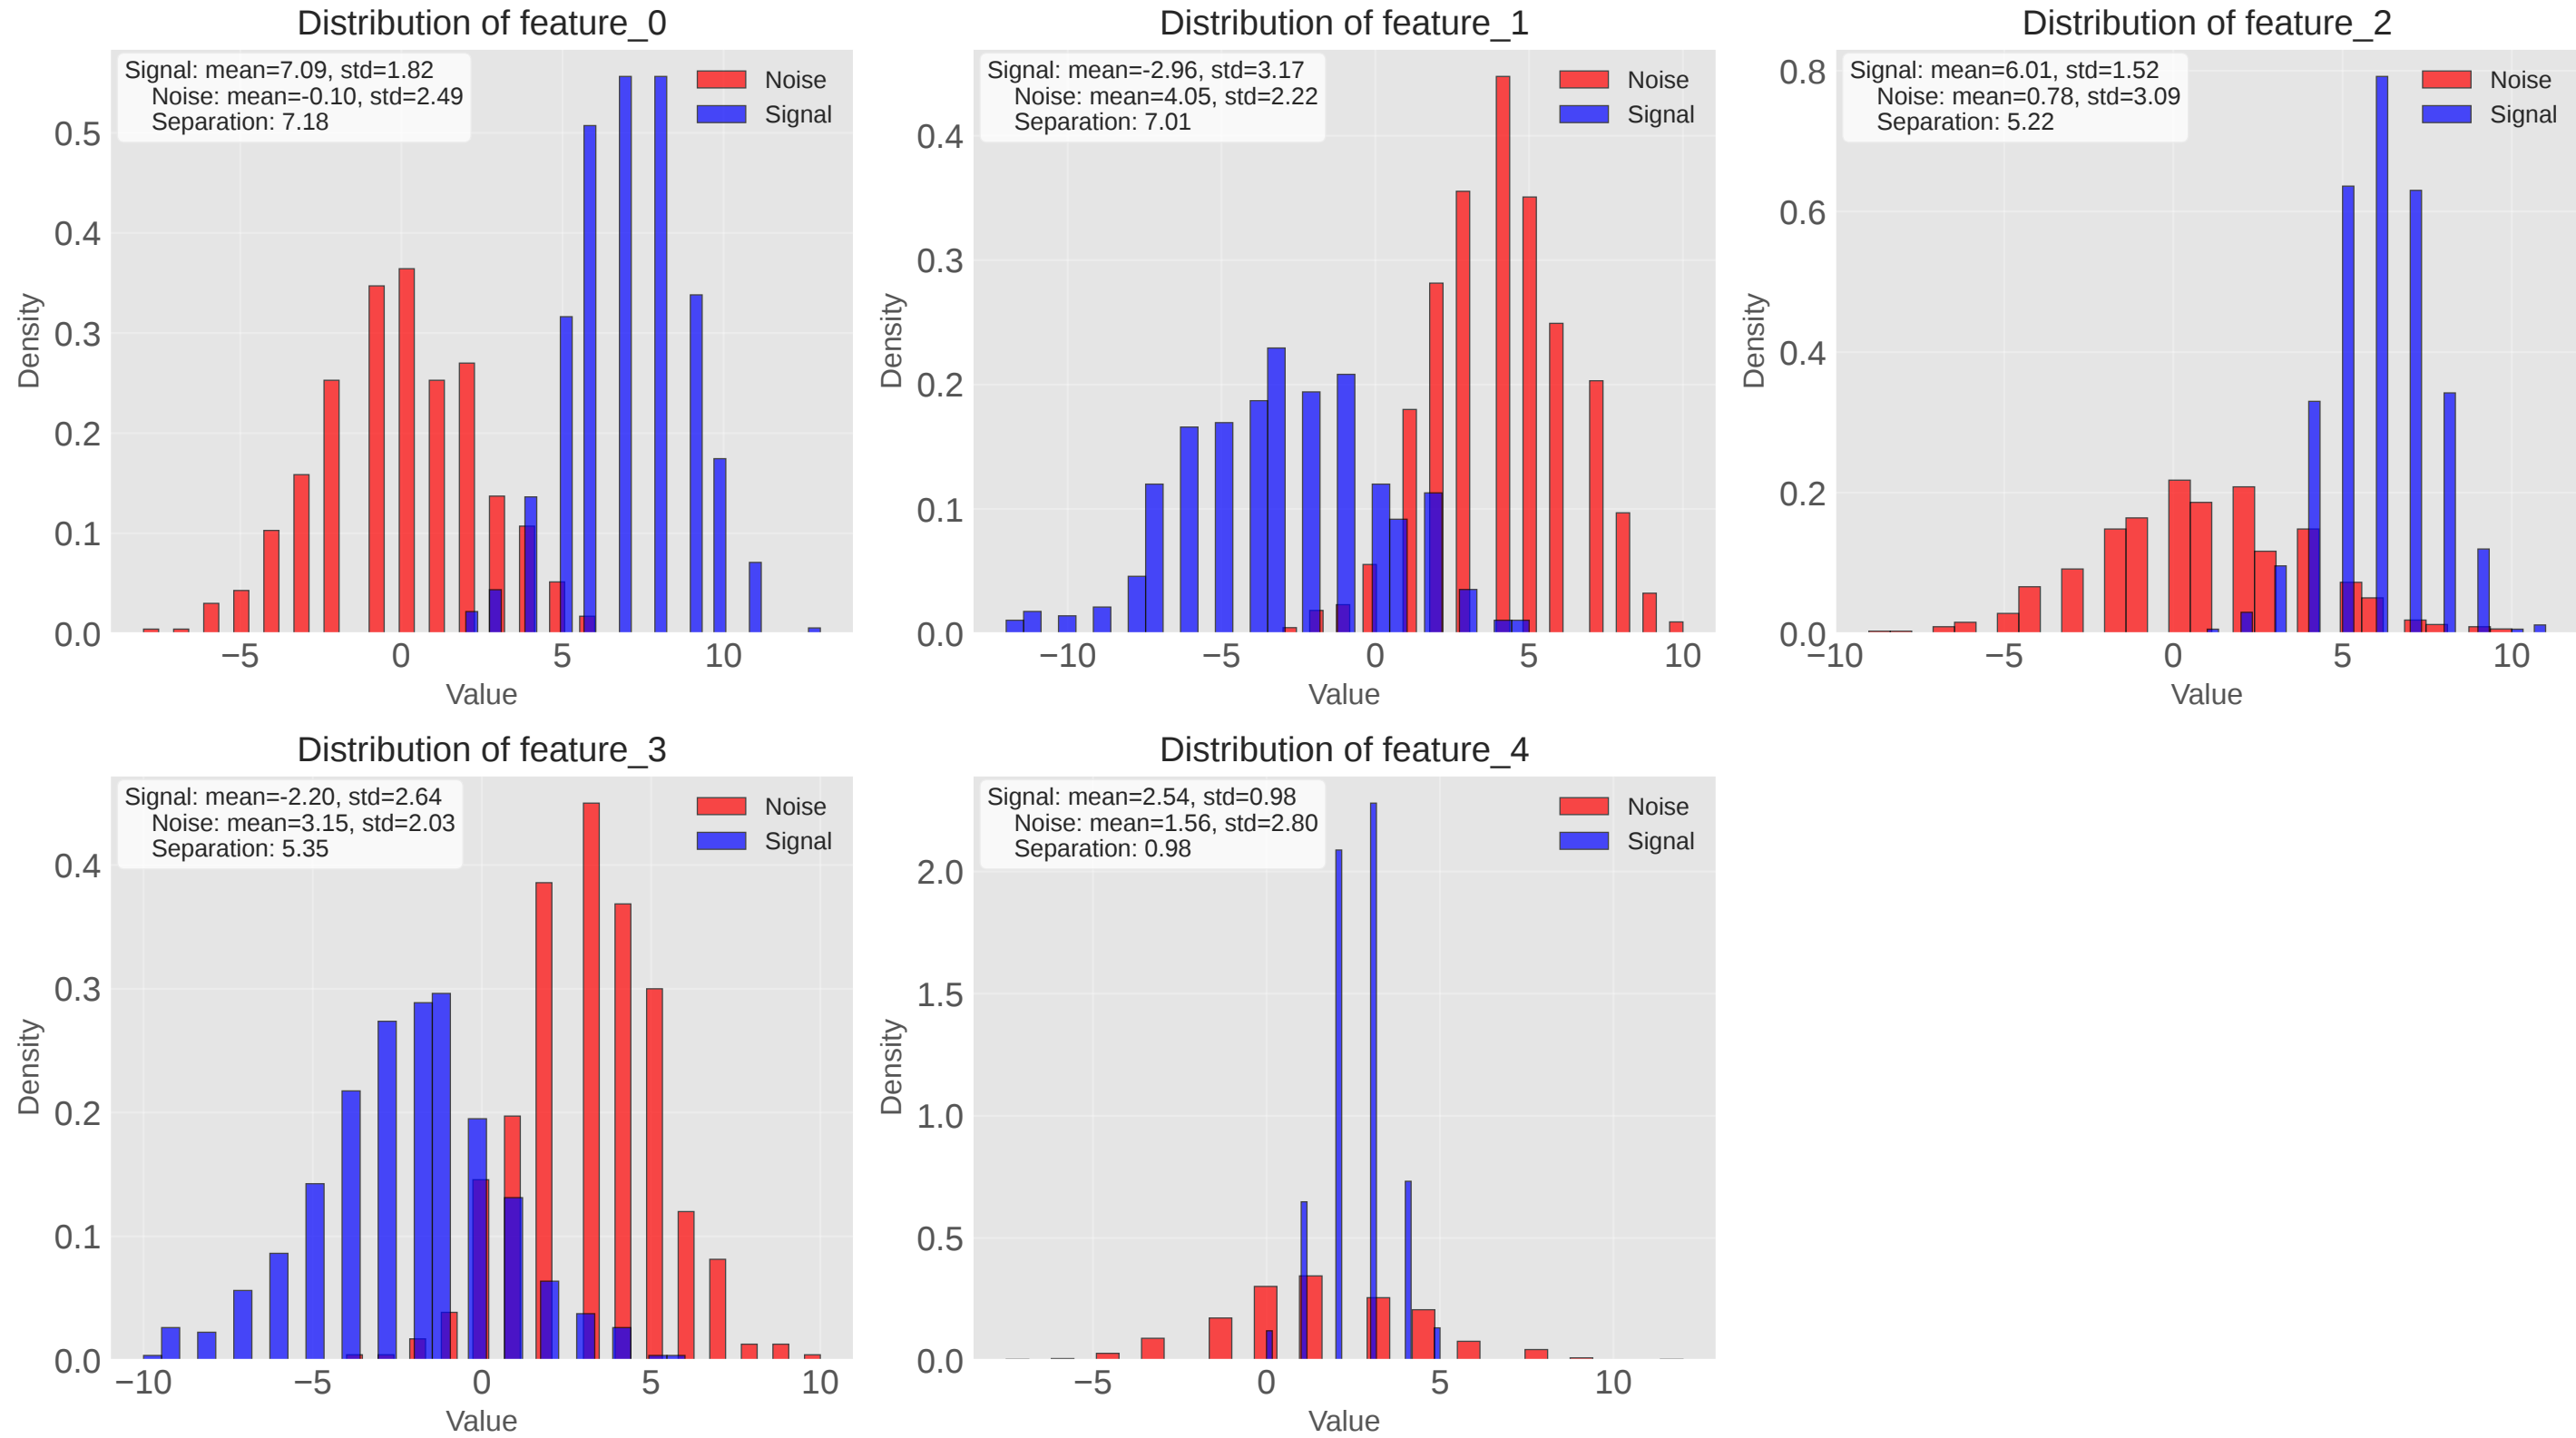 Distribution of feature_0
Signal: mean=7.09, std=1.82
Noise: mean=-0.10, std=2.49
Separation: 7.18
Noise
Signal
Density
0.5
0.4
0.3
0.2
0.1
0.0
−5
0
5
10
Value
Distribution of feature_1
Signal: mean=-2.96, std=3.17
Noise: mean=4.05, std=2.22
Separation: 7.01
Noise
Signal
Density
0.4
0.3
0.2
0.1
0.0
−10
−5
0
5
10
Value
Distribution of feature_2
Signal: mean=6.01, std=1.52
Noise: mean=0.78, std=3.09
Separation: 5.22
Noise
Signal
Density
0.8
0.6
0.4
0.2
0.0
−10
−5
0
5
10
Value
Distribution of feature_3
Signal: mean=-2.20, std=2.64
Noise: mean=3.15, std=2.03
Separation: 5.35
Noise
Signal
Density
0.4
0.3
0.2
0.1
0.0
−10
−5
0
5
10
Value
Distribution of feature_4
Signal: mean=2.54, std=0.98
Noise: mean=1.56, std=2.80
Separation: 0.98
Noise
Signal
Density
2.0
1.5
1.0
0.5
0.0
−5
0
5
10
Value